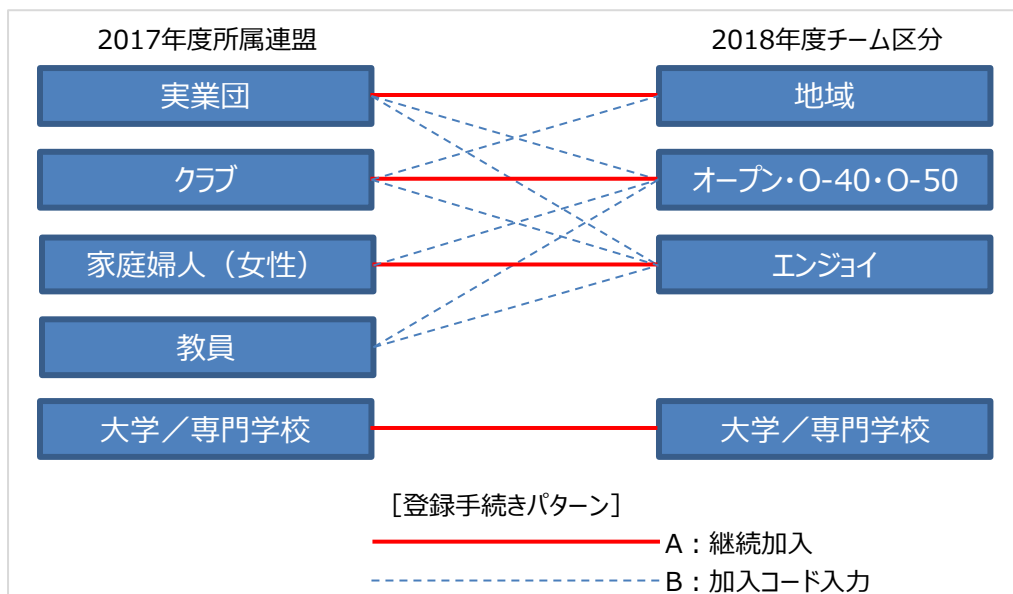 2017年度所属連盟
2018年度チーム区分
実業団
地域
クラブ
オープン・O-40・O-50
家庭婦人（女性）
エンジョイ
教員
大学／専門学校
大学／専門学校
［登録手続きパターン］
A：継続加入
B：加入コード入力